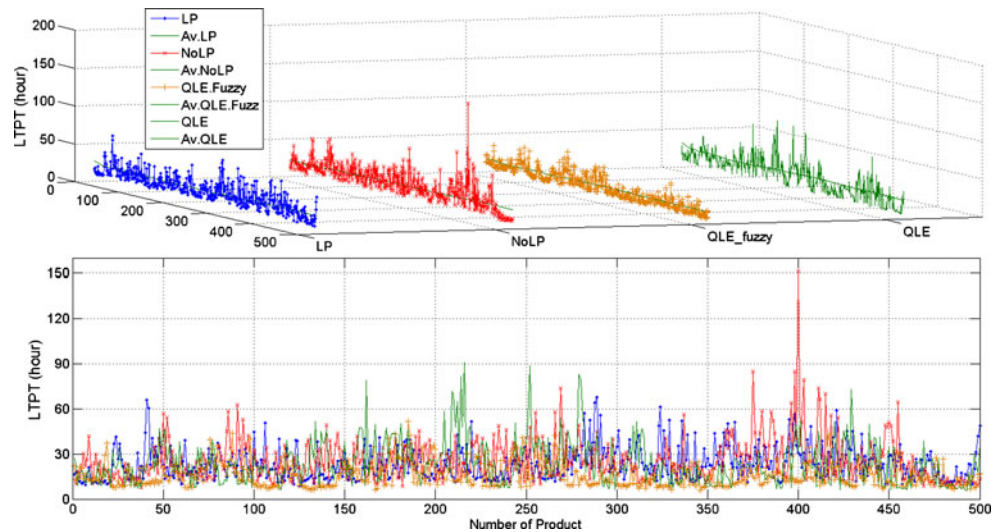 200
150
100
50
0
LTPT (hour)
LP
Av.LP
NoLP
Av.NoLP
QLE.Fuzzy
Av.QLE.Fuzz
QLE
Av.QLE
0
100
200
300
400
500
LP
NoLP
QLE_fuzzy
QLE
150
120
90
60
30
0
LTPT (hour)
0 50 100 150 200 250 300 350 400 450 500
Number of Product